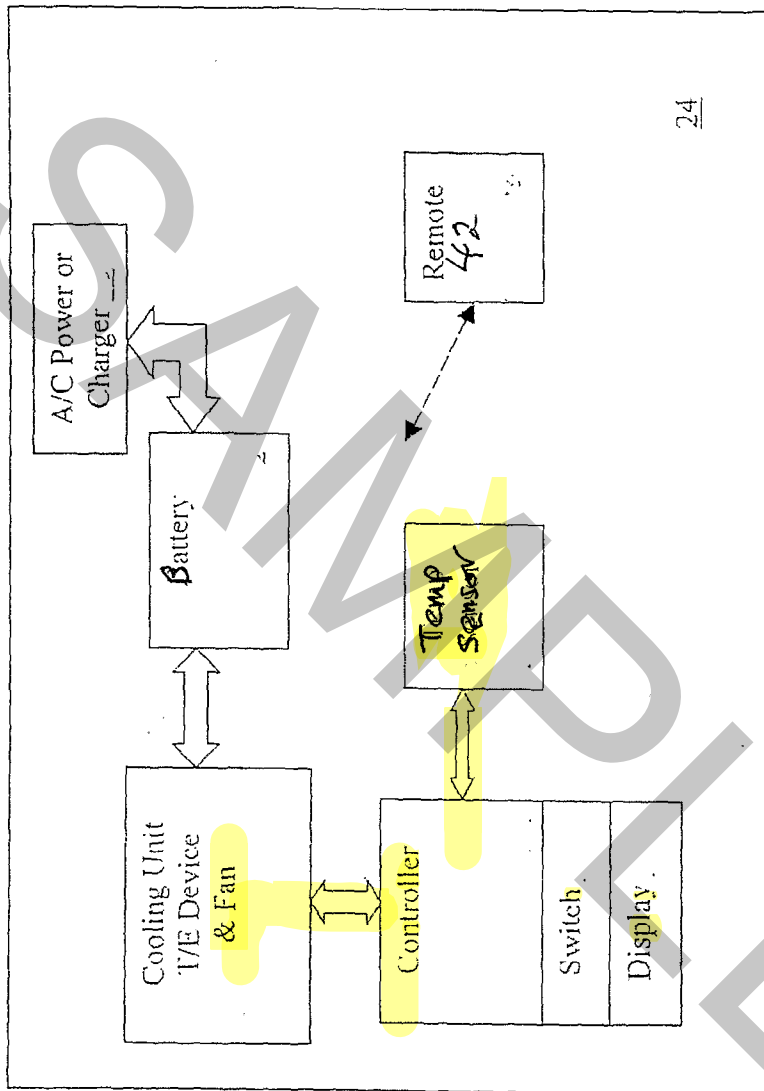 A/C Power or
Charger
Battery
Cooling Unit
T/E Device
& Fan
Remote
42
Temp
Sensor
Controller
Switch
Display
24
SAMPLE